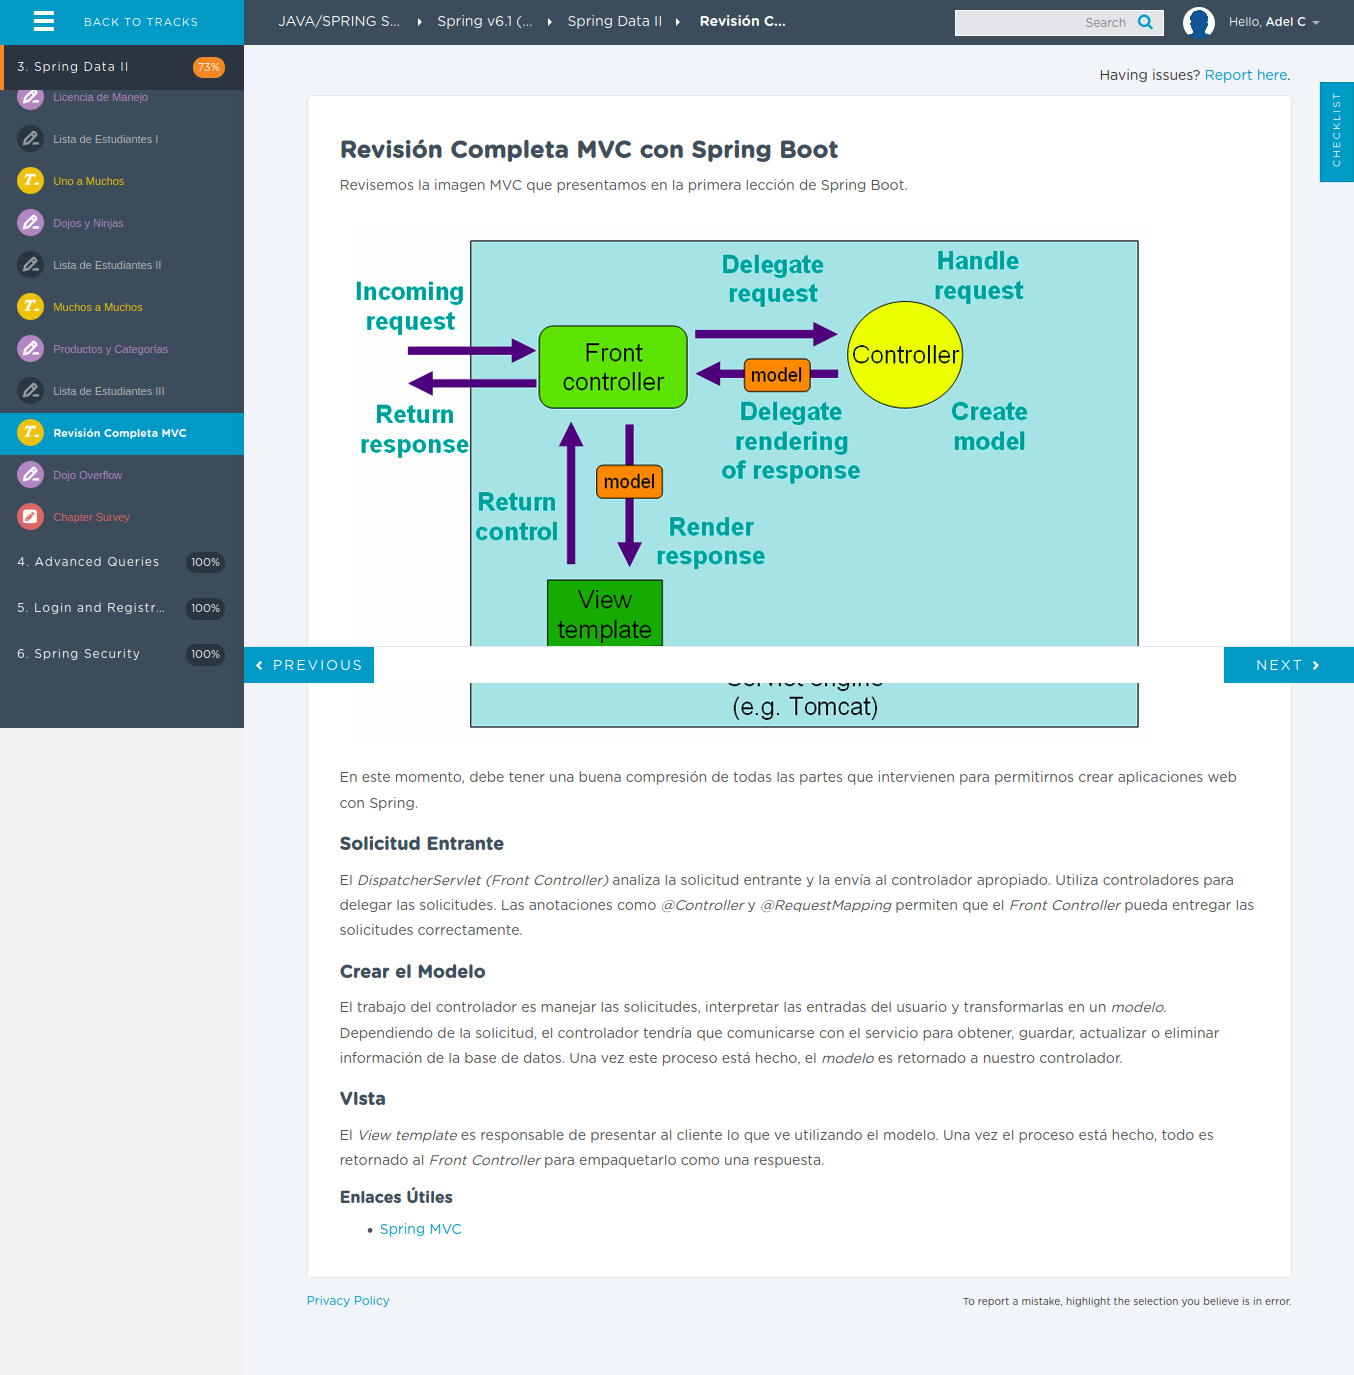 BACK TO TRACKS
JAVA/SPRING S...
Spring v6.1 (...
Spring Data II
Revisión C...
Search
Hello, Adel C
3. Spring Data II
73%
Licencia de Manejo
Lista de Estudiantes I
Uno a Muchos
Dojos y Ninjas
Lista de Estudiantes II
Muchos a Muchos
Productos y Categorías
Lista de Estudiantes III
Revisión Completa MVC
Dojo Overflow
Chapter Survey
4. Advanced Queries
100%
5. Login and Registr...
100%
6. Spring Security
100%
Having issues? Report here.
CHECKLIST
Revisión Completa MVC con Spring Boot
Revisemos la imagen MVC que presentamos en la primera lección de Spring Boot.
Incoming
request
Return
response
Front
controller
Delegate
request
Handle
request
Controller
model
Delegate
rendering
of response
Create
model
model
Return
control
Render
response
View
template
PREVIOUS
NEXT
Servlet engine
(e.g. Tomcat)
En este momento, debe tener una buena compresión de todas las partes que intervienen para permitirnos crear aplicaciones web
con Spring.
Solicitud Entrante
El DispatcherServlet (Front Controller) analiza la solicitud entrante y la envía al controlador apropiado. Utiliza controladores para
delegar las solicitudes. Las anotaciones como @Controller y @RequestMapping permiten que el Front Controller pueda entregar las
solicitudes correctamente.
Crear el Modelo
El trabajo del controlador es manejar las solicitudes, interpretar las entradas del usuario y transformarlas en un modelo.
Dependiendo de la solicitud, el controlador tendría que comunicarse con el servicio para obtener, guardar, actualizar o eliminar
información de la base de datos. Una vez este proceso está hecho, el modelo es retornado a nuestro controlador.
VIsta
El View template es responsable de presentar al cliente lo que ve utilizando el modelo. Una vez el proceso está hecho, todo es
retornado al Front Controller para empaquetarlo como una respuesta.
Enlaces Útiles
Spring MVC
Privacy Policy
To report a mistake, highlight the selection you believe is in error.